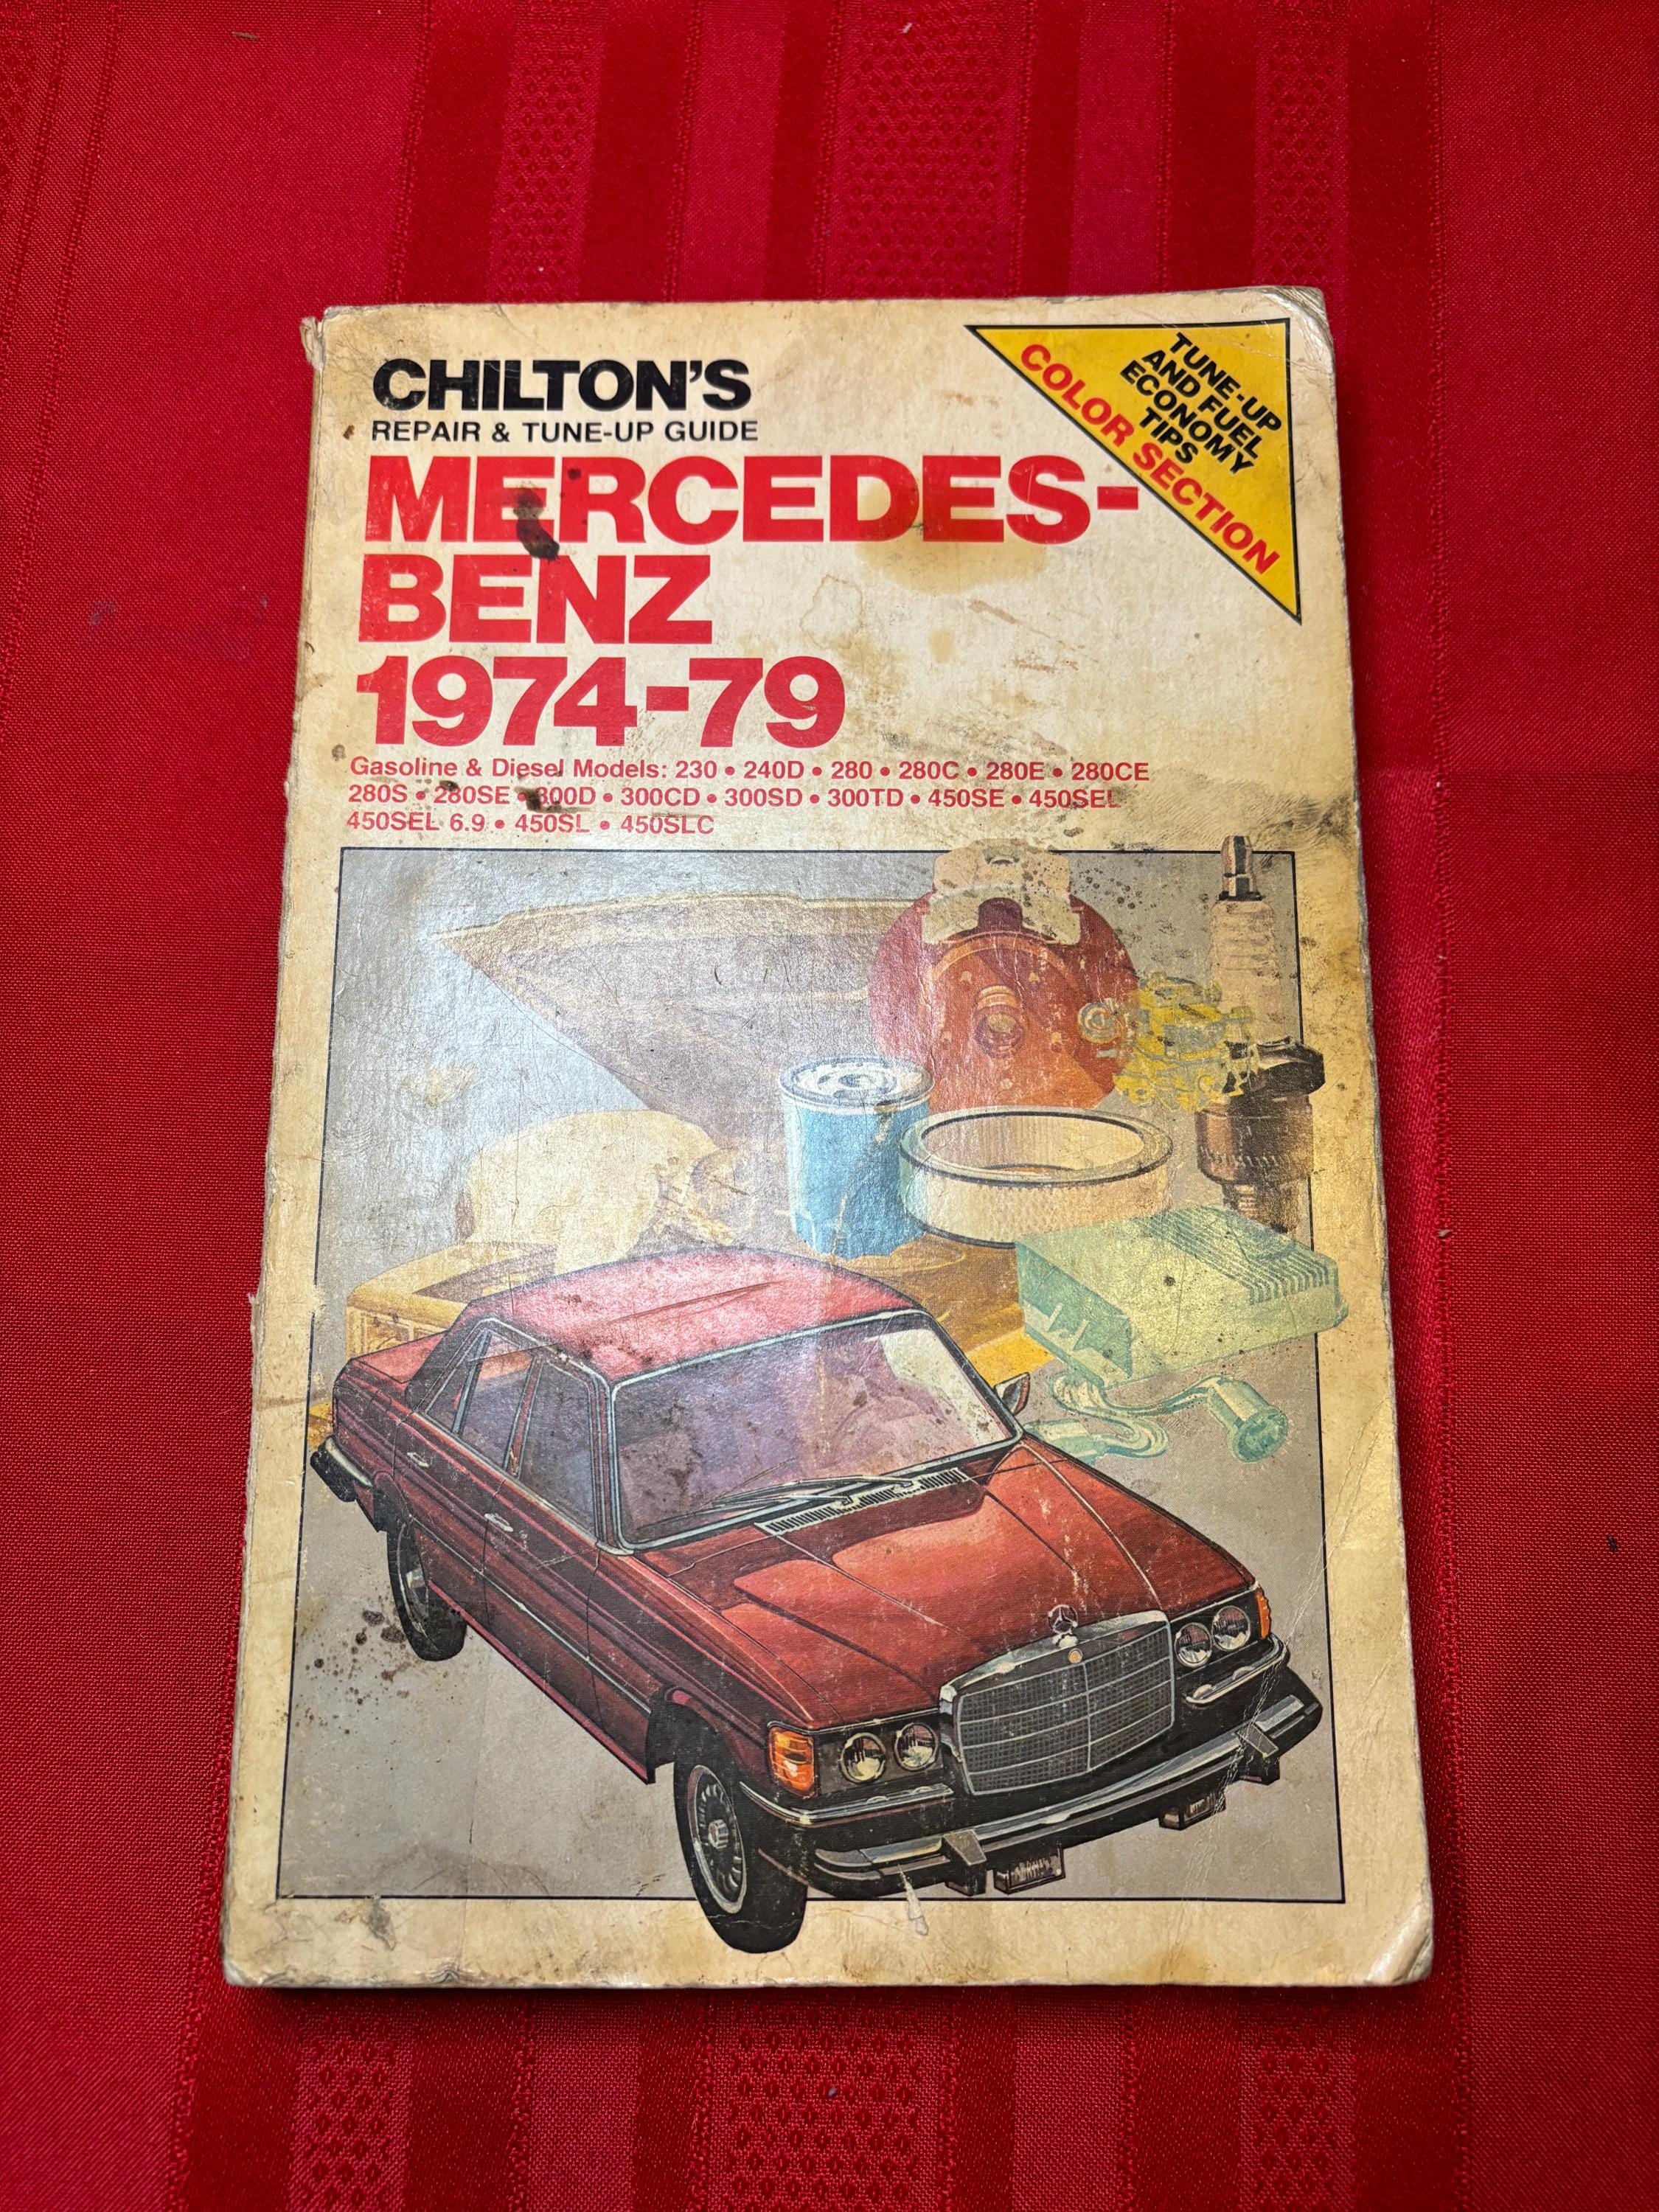 CHILTON'S
REPAIR & TUNE-UP GUIDE
MERCEDES-
BENZ
1974-79
Gasoline & Diesel Models: 230 • 240D • 280 • 280C • 280E • 280CE
280S • 280SE • 300D • 300CD • 300SD • 300TD • 450SE • 450SEL
450SEL 6.9 • 450SL • 450SLC
TUNE-UP
AND FUEL
ECONOMY
TIPS
COLOR SECTION